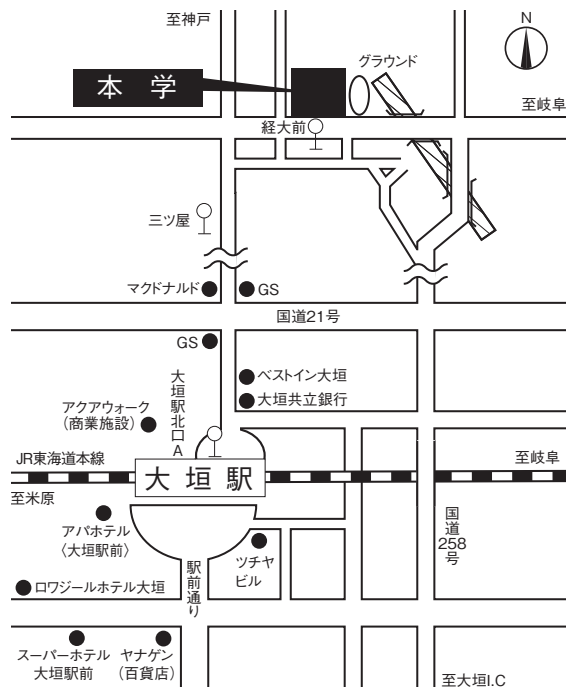 至神戸
N
グラウンド
本学
至岐阜
経大前
三ツ屋
マクドナルド
GS
国道21号
GS
大垣駅北口A
ベストイン大垣
大垣共立銀行
アクアウォーク
（商業施設）
JR東海道本線
至岐阜
大垣駅
至米原
アパホテル
〈大垣駅前〉
国道258号
ツチヤ
ビル
駅前通り
ロワジールホテル大垣
スーパーホテル
大垣駅前
ヤナゲン
（百貨店）
至大垣I.C